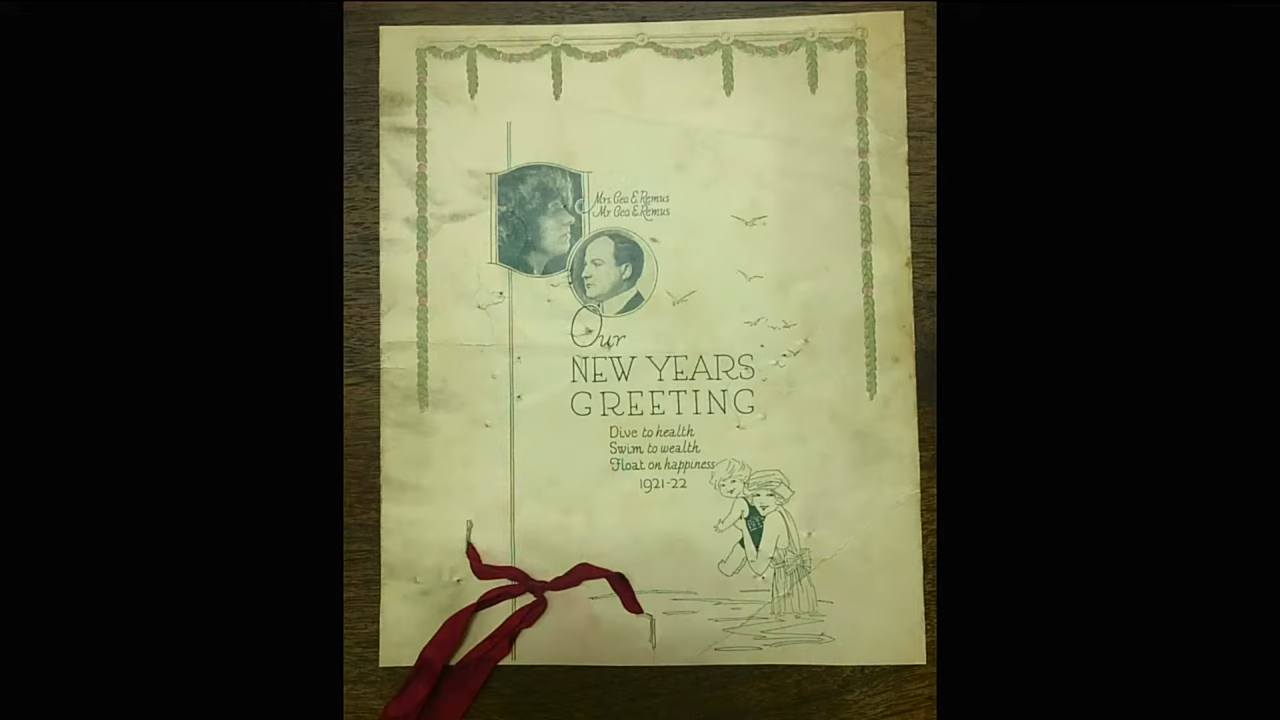 Mrs. Geo E. Remus
Mr Geo E. Remus
Our
NEW YEARS
GREETING
Dive to health
Swim to wealth
Float on happiness
1921-22